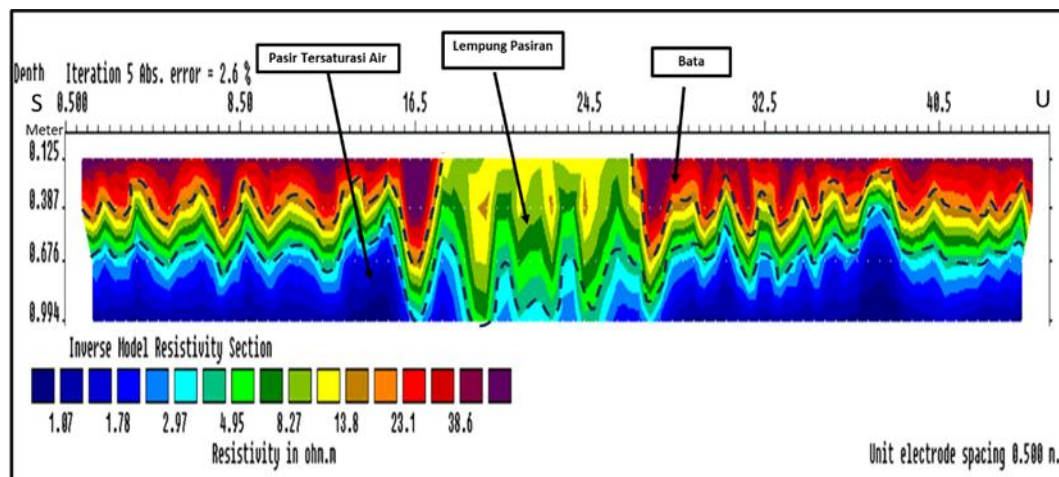 Pasir Tersaturasi Air
Lempung Pasiran
Bata
Depth Iteration 5 Abs. error = 2.6 %
S 0.500 8.50 16.5 24.5 32.5 40.5 U
Meter
0.125
0.387
0.676
0.994
Inverse Model Resistivity Section
1.07 1.78 2.97 4.95 8.27 13.8 23.1 38.6
Resistivity in ohm.m
Unit electrode spacing 0.500 m.